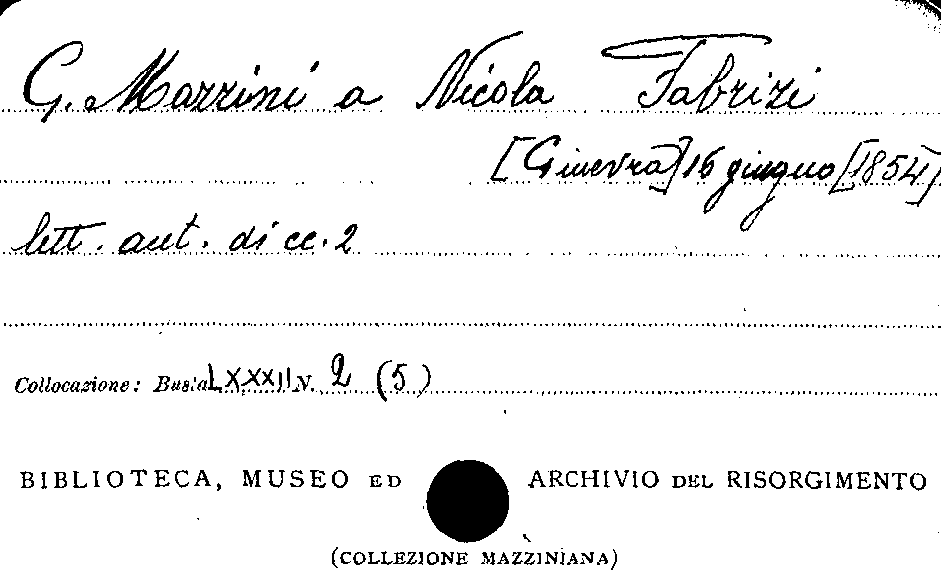 G. Mazzini a Nicola Fabrizi
[Ginevra] 16 giugno [1854]
lett. aut. di cc. 2
Collocazione: Busta LXXXII N. 2 (5)
BIBLIOTECA, MUSEO ED ARCHIVIO DEL RISORGIMENTO
(COLLEZIONE MAZZINIANA)